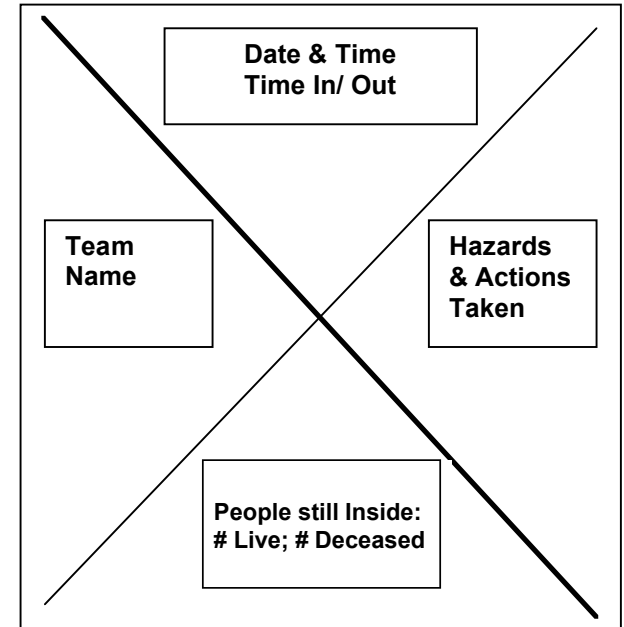 Date & Time
Time In/ Out
Team
Name
Hazards
& Actions
Taken
People still Inside:
# Live; # Deceased